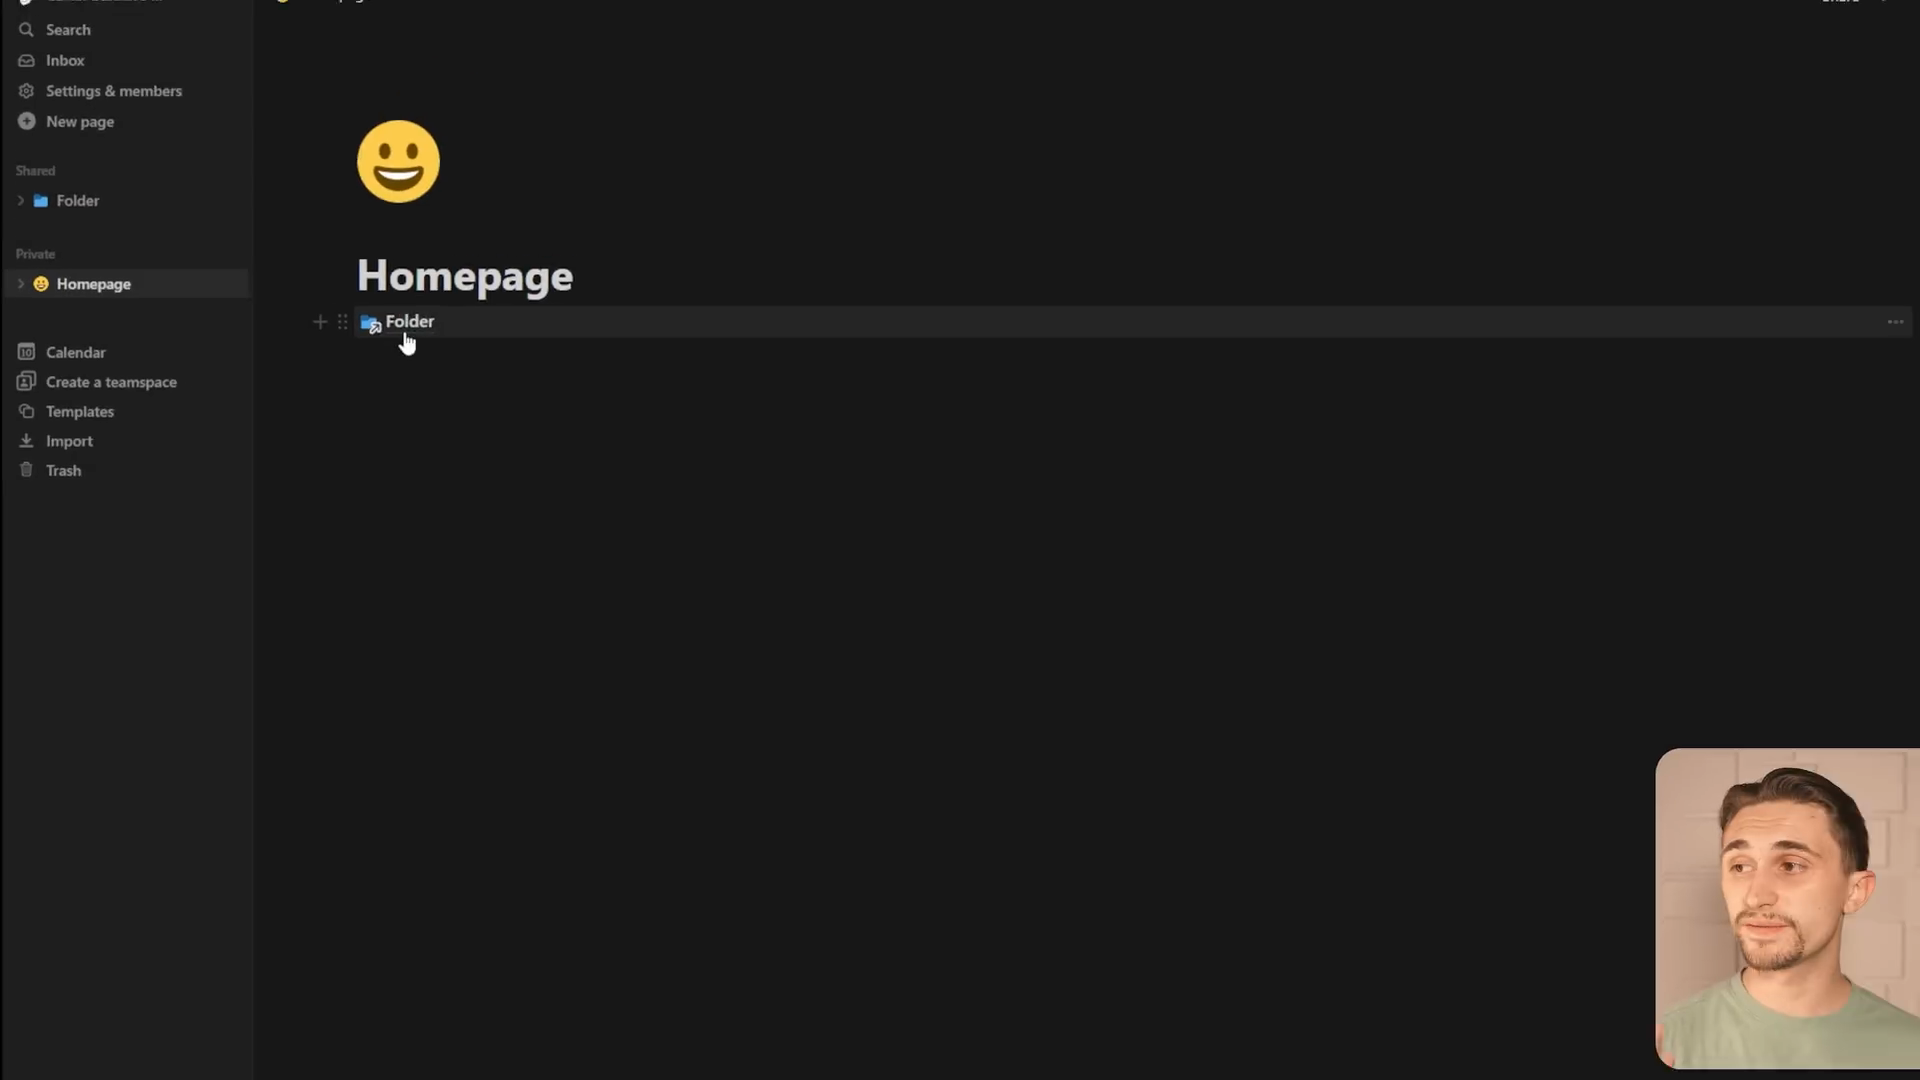 Search
Inbox
Settings & members
New page
Shared
Folder
Private
Homepage
Calendar
Create a teamspace
Templates
Import
Trash
Homepage
Folder